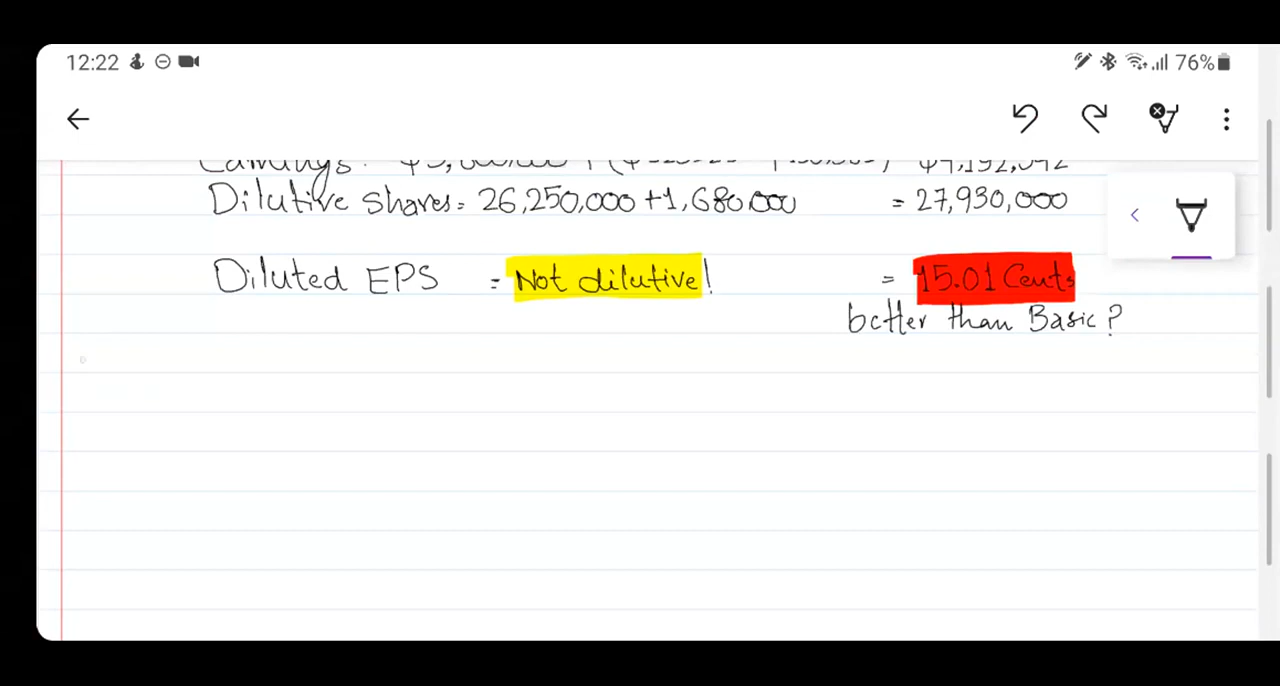 12:22 76%
Dilutive Shares = 26,250,000 + 1,680,000 = 27,930,000
Diluted EPS = Not dilutive! = 15.01 Cents
better than Basic?